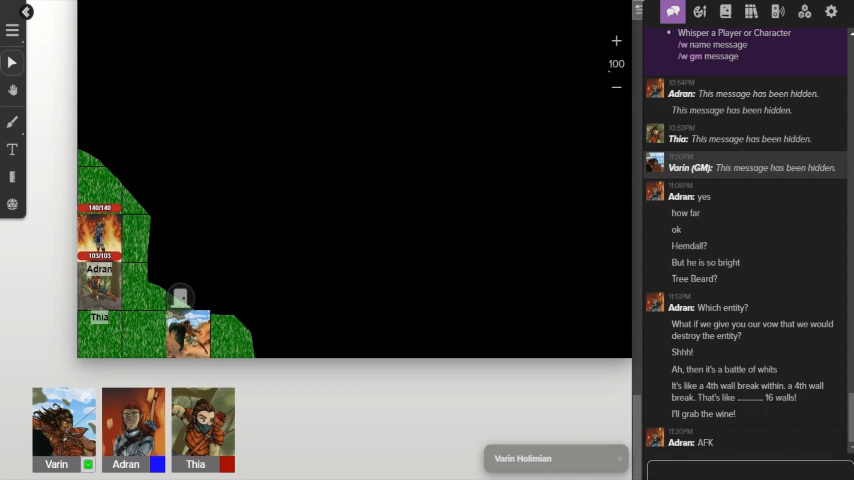 100
140/140
103/103
Adran
Thia
Varin
Adran
Thia
Varin Holimian
Whisper a Player or Character
/w name message
/w gm message
10:54PM
Adran: This message has been hidden.
This message has been hidden.
10:59PM
Thia: This message has been hidden.
11:00PM
Varin (GM): This message has been hidden.
11:08PM
Adran: yes
how far
ok
Hemdall?
But he is so bright
Tree Beard?
11:13PM
Adran: Which entity?
What if we give you our vow that we would
destroy the entity?
Shhh!
Ah, then it's a battle of whits
It's like a 4th wall break within. a 4th wall
break. That's like ............ 16 walls!
I'll grab the wine!
11:20PM
Adran: AFK